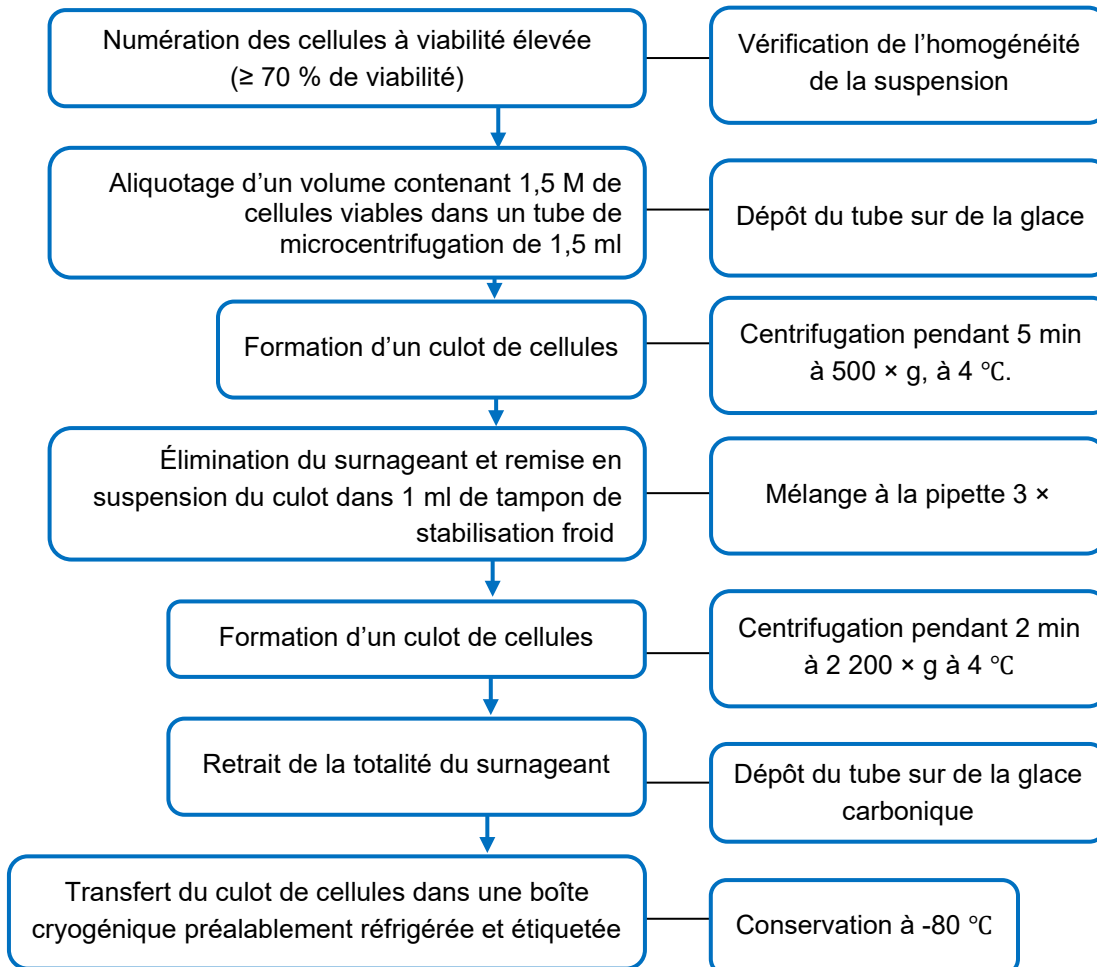 Numération des cellules à viabilité élevée
(≥ 70 % de viabilité)
Vérification de l’homogénéité
de la suspension
Aliquotage d’un volume contenant 1,5 M de
cellules viables dans un tube de
microcentrifugation de 1,5 ml
Dépôt du tube sur de la glace
Formation d’un culot de cellules
Centrifugation pendant 5 min
à 500 × g, à 4 °C.
Élimination du surnageant et remise en
suspension du culot dans 1 ml de tampon de
stabilisation froid
Mélange à la pipette 3 ×
Formation d’un culot de cellules
Centrifugation pendant 2 min
à 2 200 × g à 4 °C
Retrait de la totalité du surnageant
Dépôt du tube sur de la glace
carbonique
Transfert du culot de cellules dans une boîte
cryogénique préalablement réfrigérée et étiquetée
Conservation à -80 °C